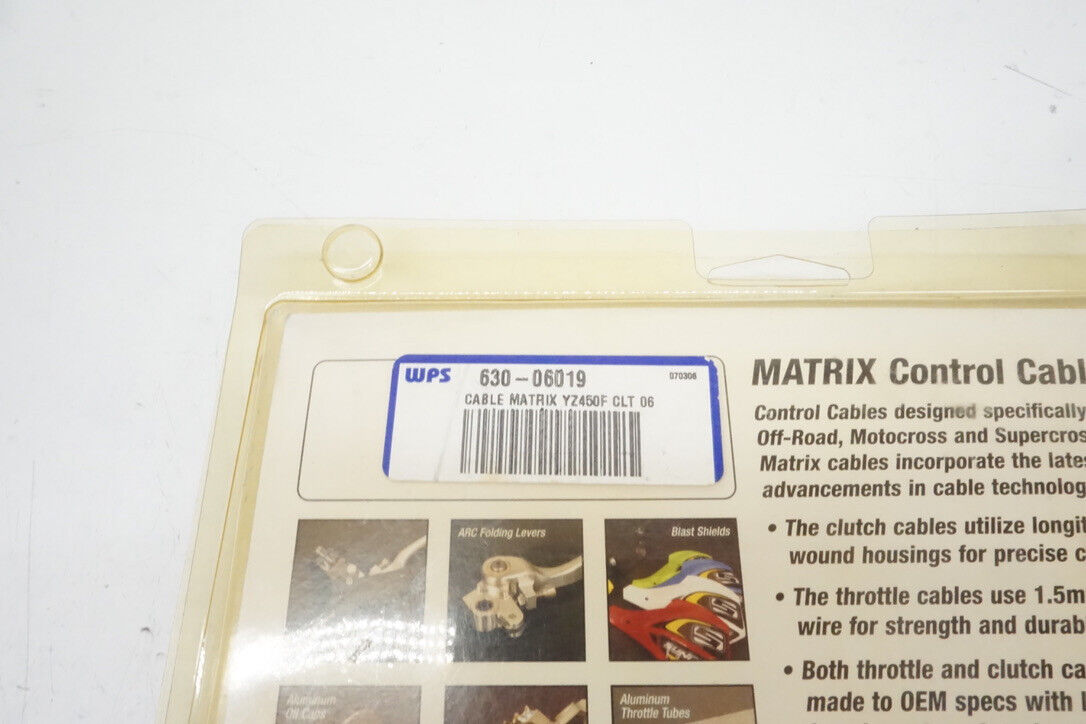 WPS 630-06019 070306
CABLE MATRIX YZ450F CLT 06
MATRIX Control Cabl
Control Cables designed specifically
Off-Road, Motocross and Supercros
Matrix cables incorporate the lates
advancements in cable technolog
• The clutch cables utilize longit
wound housings for precise c
• The throttle cables use 1.5m
wire for strength and durab
• Both throttle and clutch ca
made to OEM specs with
ARC Folding Levers
Blast Shields
Aluminum
Oil Caps
Aluminum
Throttle Tubes